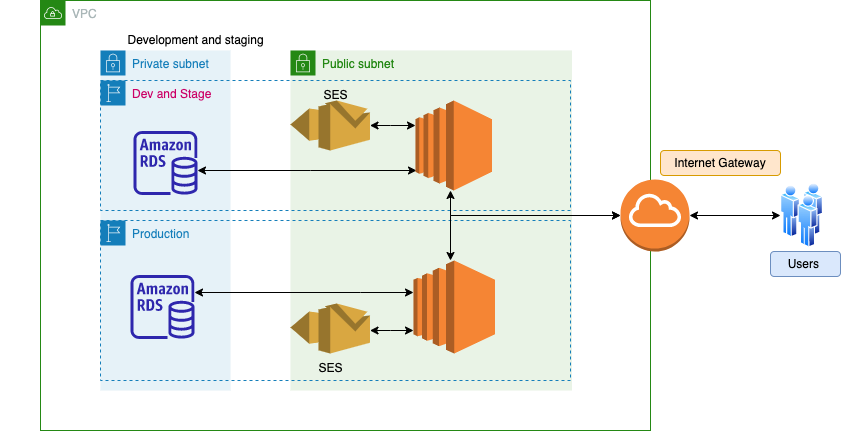 VPC
Development and staging
Private subnet
Public subnet
Dev and Stage
SES
Amazon
RDS
Internet Gateway
Users
Production
Amazon
RDS
SES